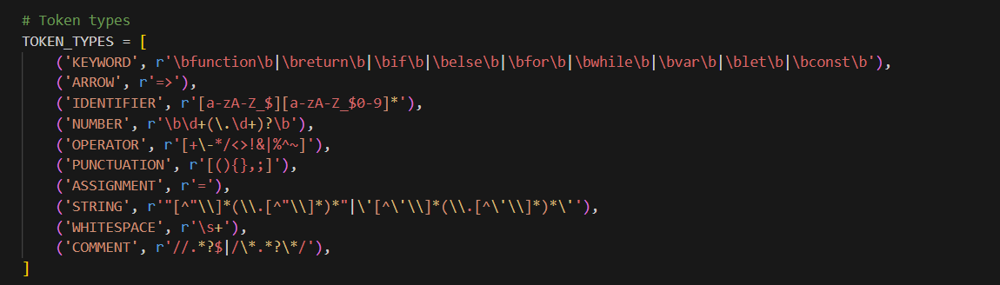 # Token types
TOKEN_TYPES = [
    ('KEYWORD', r'\bfunction\b|\breturn\b|\bif\b|\belse\b|\bfor\b|\bwhile\b|\bvar\b|\blet\b|\bconst\b'),
    ('ARROW', r'=>'),
    ('IDENTIFIER', r'[a-zA-Z_$][a-zA-Z_$0-9]*'),
    ('NUMBER', r'\b\d+(\.\d+)?\b'),
    ('OPERATOR', r'[+\-*/<>!&|%^~]'),
    ('PUNCTUATION', r'[(){},;]'),
    ('ASSIGNMENT', r'='),
    ('STRING', r'"[^"\\]*(\\.[^"\\]*)*"|\'[^\'\\]*(\\.[^\'\\]*)*\''),
    ('WHITESPACE', r'\s+'),
    ('COMMENT', r'//.*?$|/\*.*?\*/'),
]